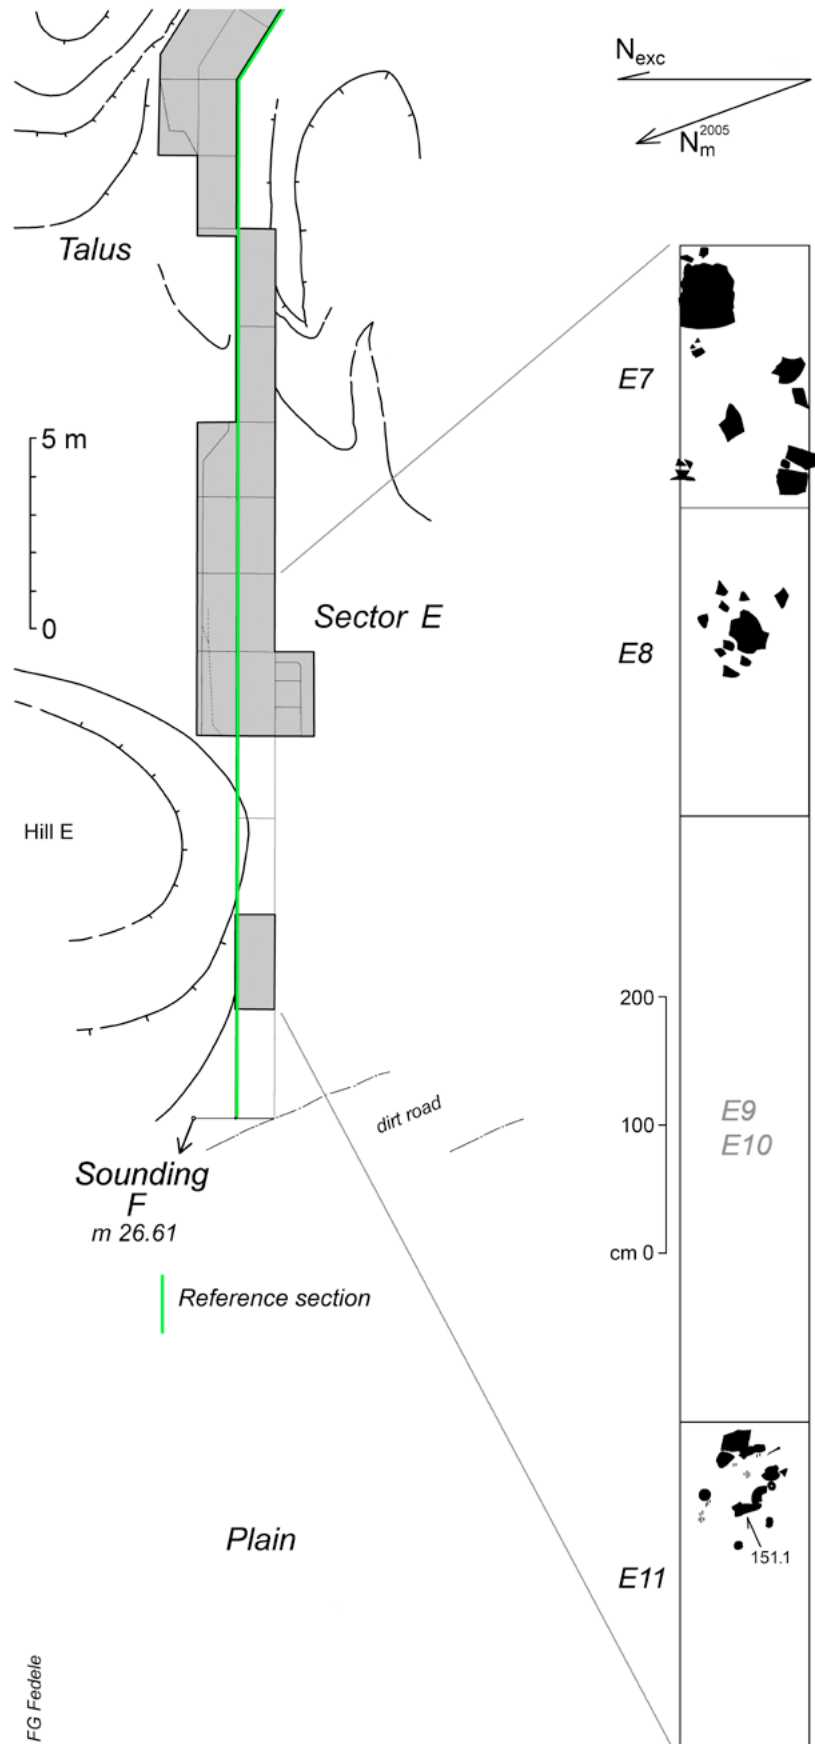 N exc
N m 2005
Talus
E7
5 m
0
Sector E
E8
Hill E
200
E9
E10
100
dirt road
Sounding
F
m 26.61
cm 0
Reference section
Plain
151.1
E11
FG Fedele